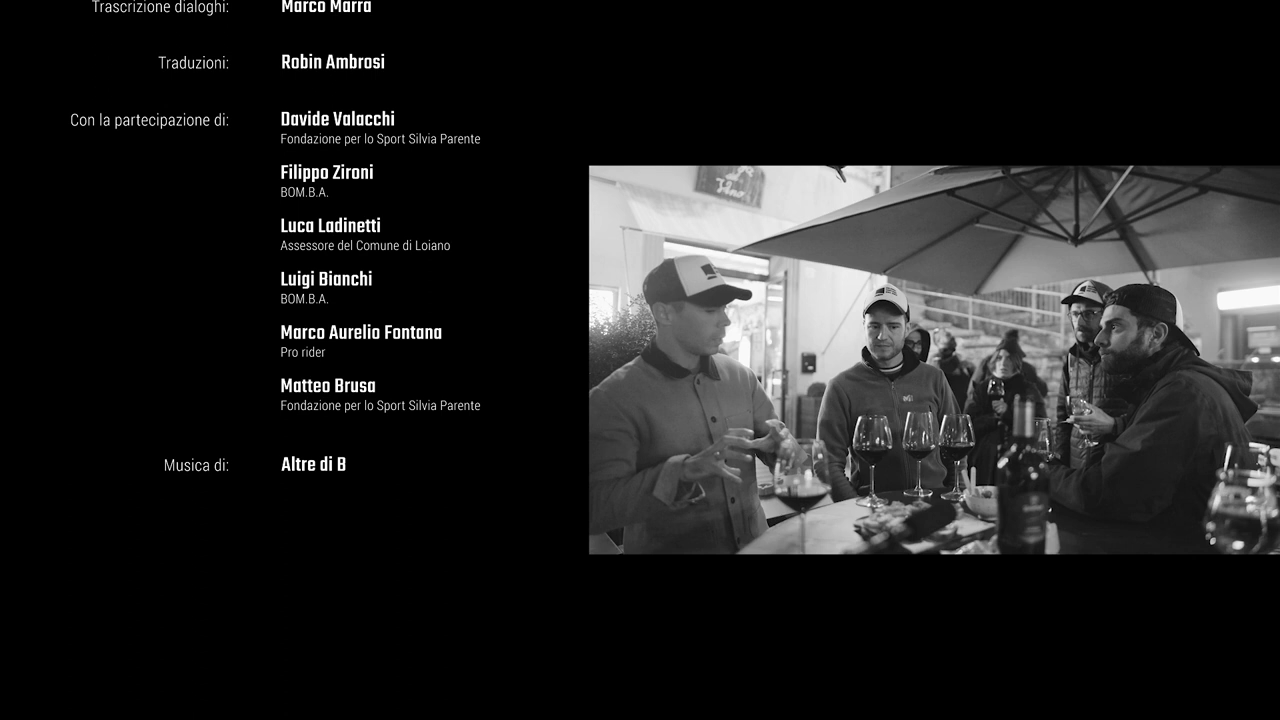 Trascrizione dialoghi: Marco Marra
Traduzioni: Robin Ambrosi
Con la partecipazione di: Davide Valacchi
Fondazione per lo Sport Silvia Parente
Filippo Zironi
BOM.B.A.
Luca Ladinetti
Assessore del Comune di Loiano
Luigi Bianchi
BOM.B.A.
Marco Aurelio Fontana
Pro rider
Matteo Brusa
Fondazione per lo Sport Silvia Parente
Musica di: Altre di B